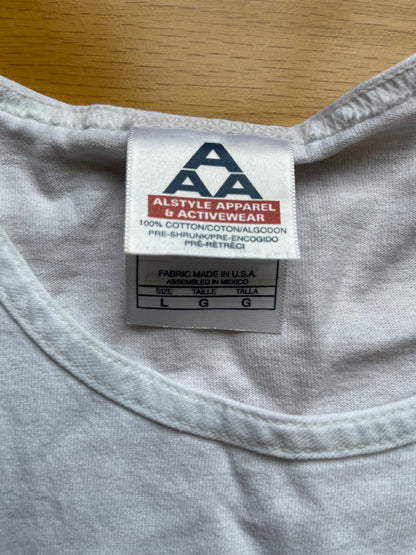 A
AA
ALSTYLE APPAREL
& ACTIVEWEAR
100% COTTON/COTON/ALGODON
PRE-SHRUNK/PRE-ENCOGIDO
PRÉ-RÉTRÉCI
FABRIC MADE IN U.S.A.
ASSEMBLED IN MEXICO
SIZE TAILLE TALLA
L G G